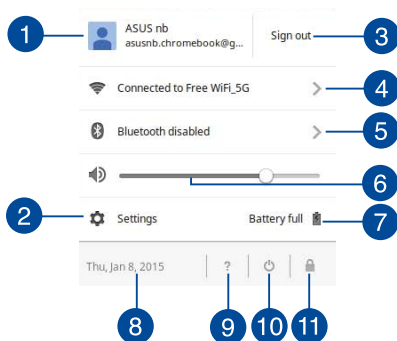 1
ASUS nb
asusnb.chromebook@g...
Sign out
3
Connected to Free WiFi_5G
4
Bluetooth disabled
5
6
2
Settings
Battery full
7
Thu, Jan 8, 2015
?
8
9
10
11